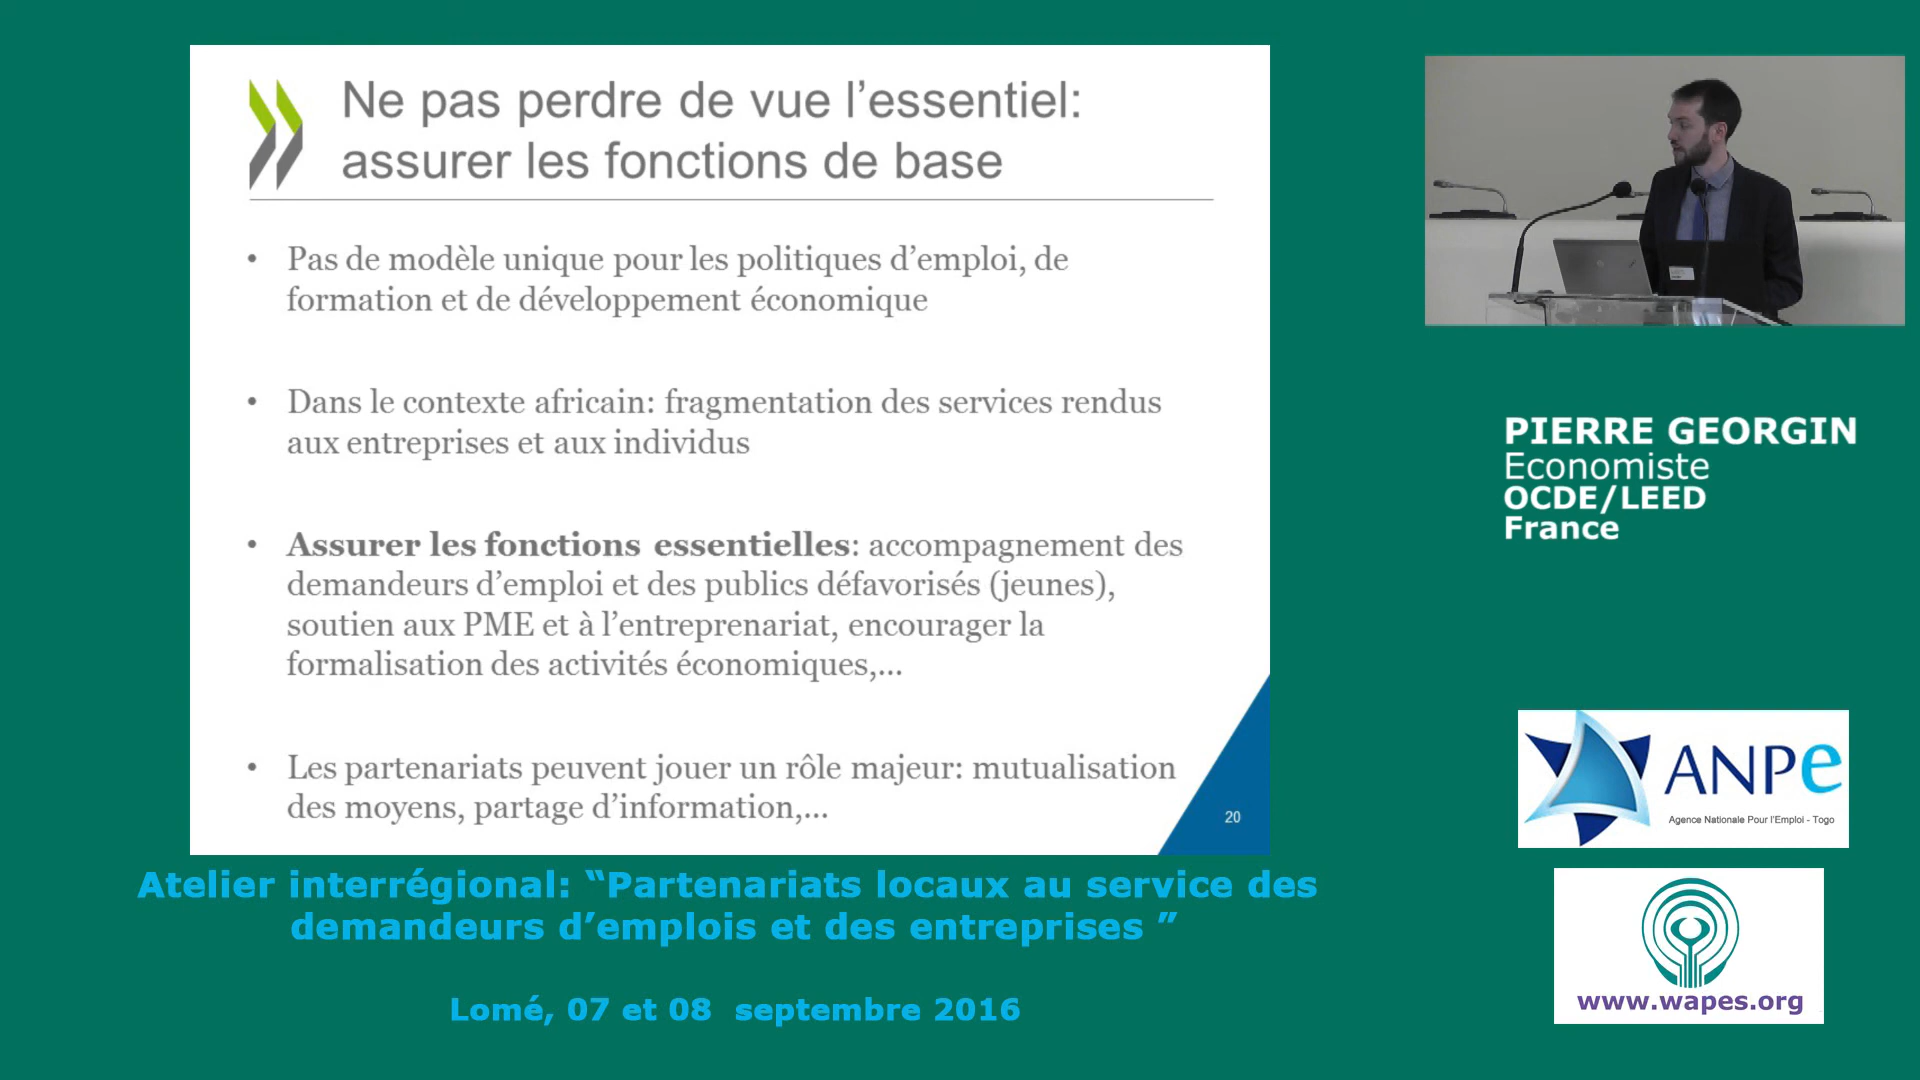 Ne pas perdre de vue l’essentiel:
assurer les fonctions de base
• Pas de modèle unique pour les politiques d’emploi, de
formation et de développement économique
• Dans le contexte africain: fragmentation des services rendus
aux entreprises et aux individus
• Assurer les fonctions essentielles: accompagnement des
demandeurs d’emploi et des publics défavorisés (jeunes),
soutien aux PME et à l’entreprenariat, encourager la
formalisation des activités économiques,...
• Les partenariats peuvent jouer un rôle majeur: mutualisation
des moyens, partage d’information,...
20
PIERRE GEORGIN
Economiste
OCDE/LEED
France
ANPe
Agence Nationale Pour l’Emploi - Togo
www.wapes.org
Atelier interrégional: “Partenariats locaux au service des
demandeurs d’emplois et des entreprises ”
Lomé, 07 et 08 septembre 2016